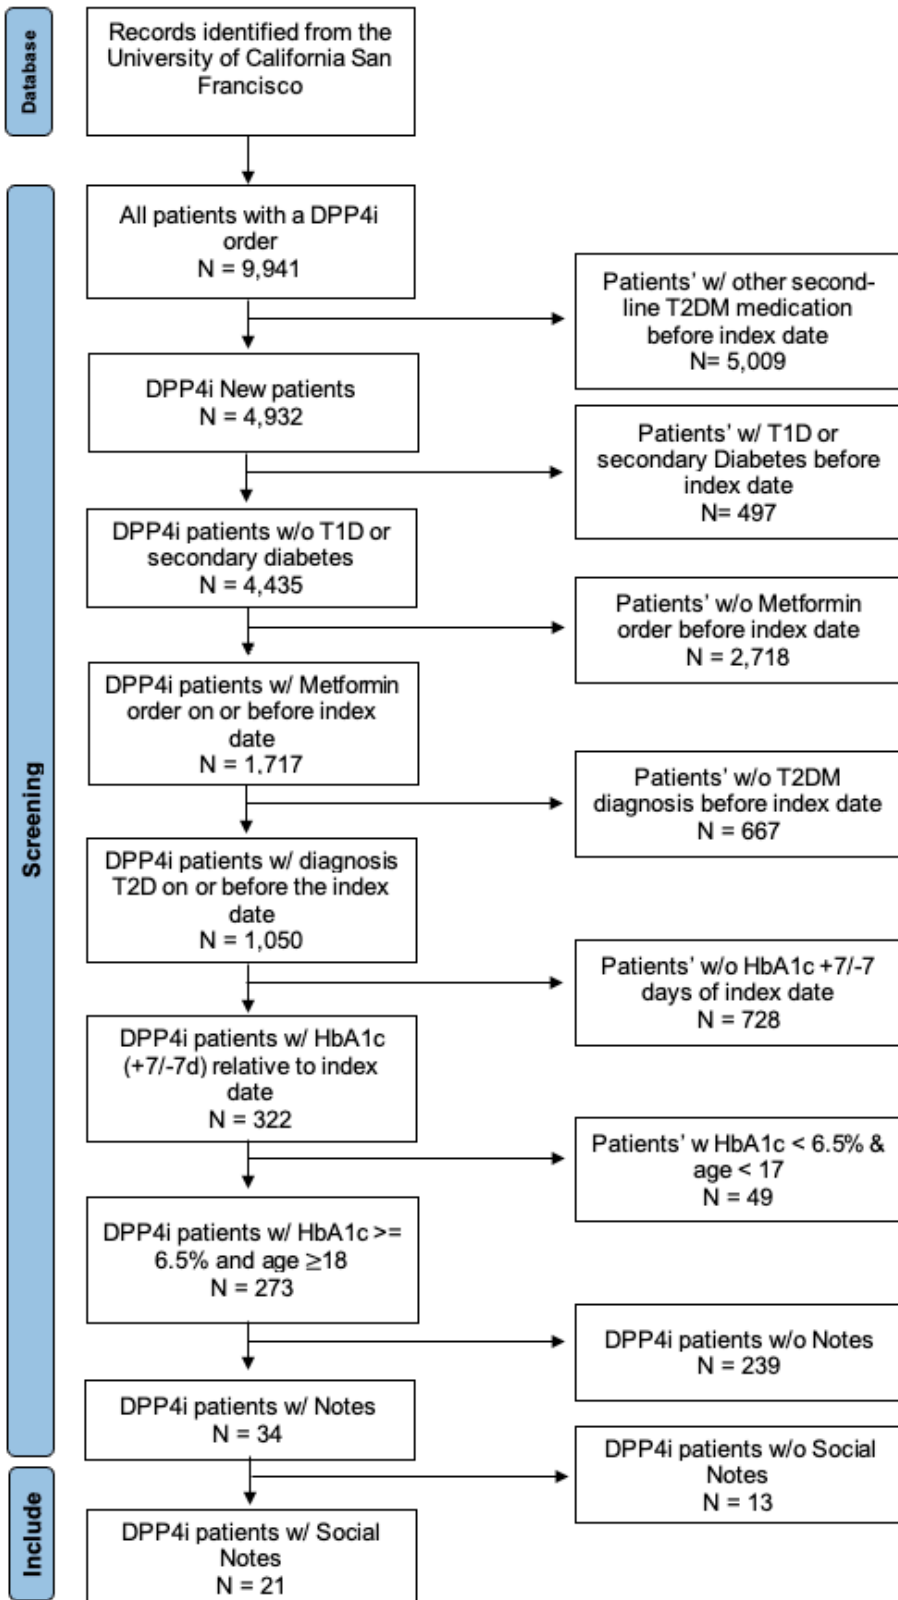 Database
Records identified from the
University of California San
Francisco
Screening
All patients with a DPP4i
order
N = 9,941
Patients' w/ other second-
line T2DM medication
before index date
N= 5,009
DPP4i New patients
N = 4,932
Patients' w/ T1D or
secondary Diabetes before
index date
N= 497
DPP4i patients w/o T1D or
secondary diabetes
N = 4,435
Patients' w/o Metformin
order before index date
N = 2,718
DPP4i patients w/ Metformin
order on or before index
date
N = 1,717
Patients' w/o T2DM
diagnosis before index date
N = 667
DPP4i patients w/ diagnosis
T2D on or before the index
date
N = 1,050
Patients' w/o HbA1c +7/-7
days of index date
N = 728
DPP4i patients w/ HbA1c
(+7/-7d) relative to index
date
N = 322
Patients' w HbA1c < 6.5% &
age < 17
N = 49
DPP4i patients w/ HbA1c >=
6.5% and age ≥18
N = 273
DPP4i patients w/o Notes
N = 239
DPP4i patients w/ Notes
N = 34
DPP4i patients w/o Social
Notes
N = 13
Include
DPP4i patients w/ Social
Notes
N = 21